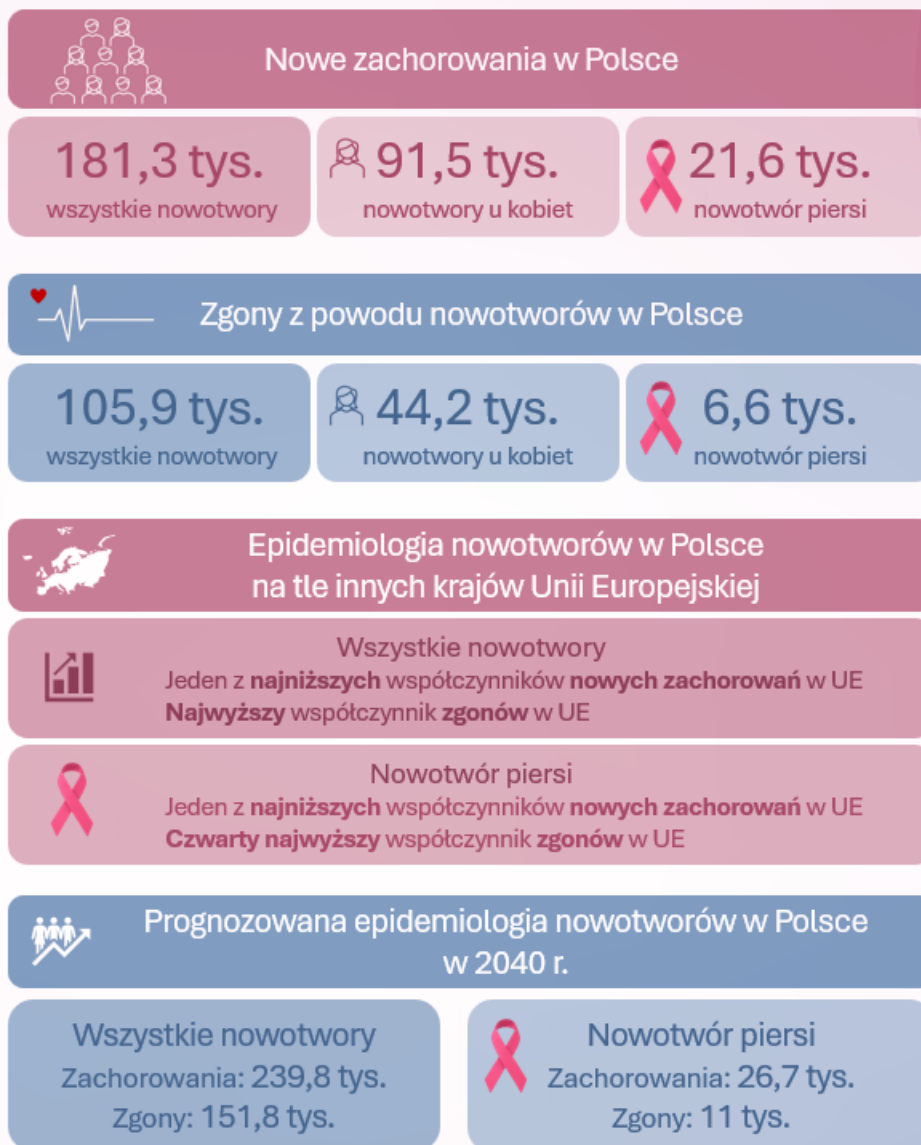 Nowe zachorowania w Polsce
181,3 tys.
wszystkie nowotwory
91,5 tys.
nowotwory u kobiet
21,6 tys.
nowotwór piersi
Zgony z powodu nowotworów w Polsce
105,9 tys.
wszystkie nowotwory
44,2 tys.
nowotwory u kobiet
6,6 tys.
nowotwór piersi
Epidemiologia nowotworów w Polsce
na tle innych krajów Unii Europejskiej
Wszystkie nowotwory
Jeden z najniższych współczynników nowych zachorowań w UE
Najwyższy współczynnik zgonów w UE
Nowotwór piersi
Jeden z najniższych współczynników nowych zachorowań w UE
Czwarty najwyższy współczynnik zgonów w UE
Prognozowana epidemiologia nowotworów w Polsce
w 2040 r.
Wszystkie nowotwory
Zachorowania: 239,8 tys.
Zgony: 151,8 tys.
Nowotwór piersi
Zachorowania: 26,7 tys.
Zgony: 11 tys.